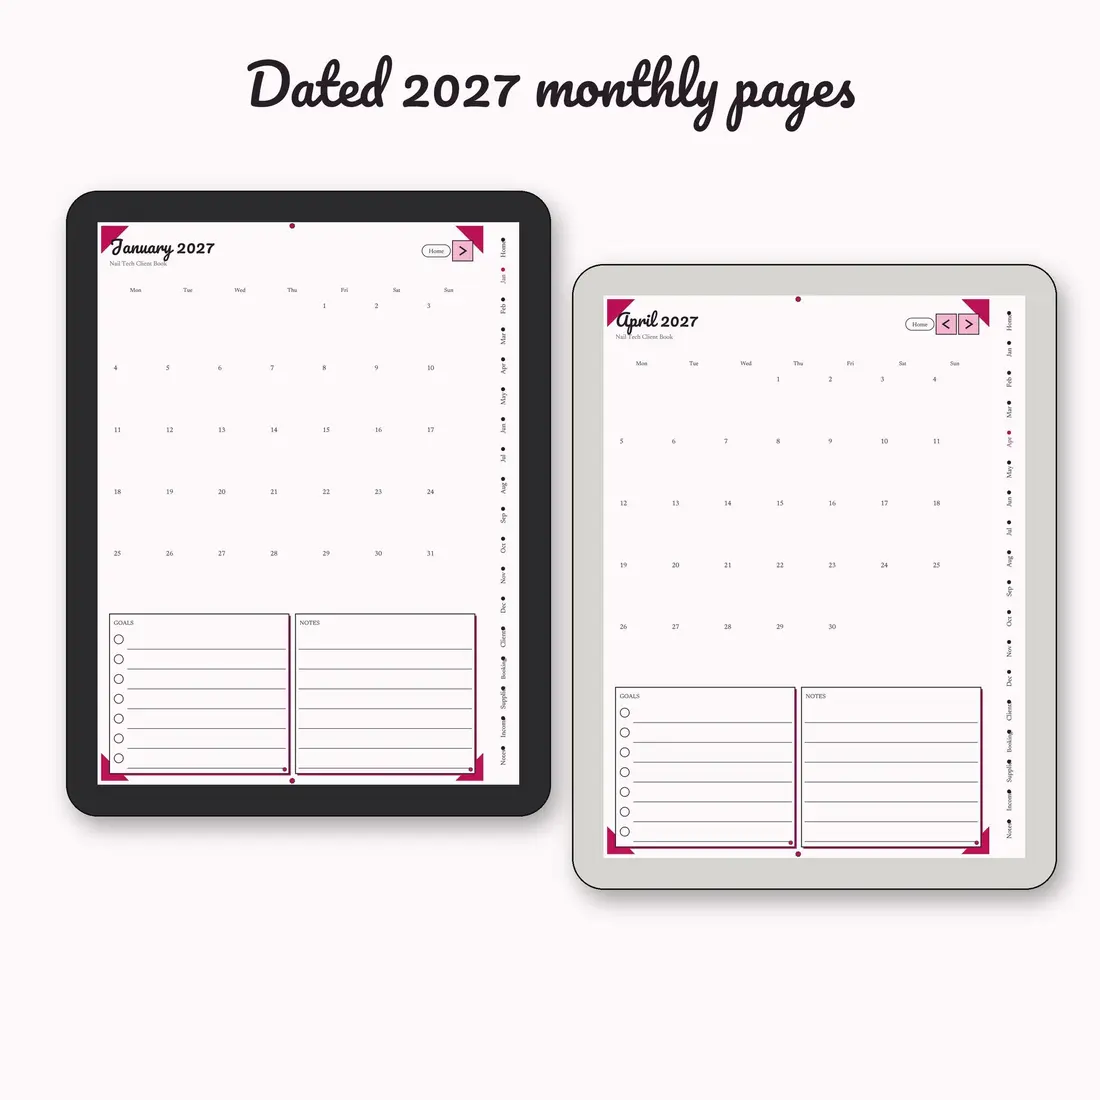 Dated 2027 monthly pages
January 2027
Nail Tech Client Book
Home >
Mon Tue Wed Thu Fri Sat Sun
1 2 3
4 5 6 7 8 9 10
11 12 13 14 15 16 17
18 19 20 21 22 23 24
25 26 27 28 29 30 31
GOALS
NOTES
Home
Jan
Feb
Mar
Apr
May
Jun
Jul
Aug
Sep
Oct
Nov
Dec
Client
Booking
Supplie
Income
Notes
April 2027
Nail Tech Client Book
Home < >
Mon Tue Wed Thu Fri Sat Sun
1 2 3 4
5 6 7 8 9 10 11
12 13 14 15 16 17 18
19 20 21 22 23 24 25
26 27 28 29 30
GOALS
NOTES
Home
Jan
Feb
Mar
Apr
May
Jun
Jul
Aug
Sep
Oct
Nov
Dec
Client
Booking
Supplie
Income
Notes